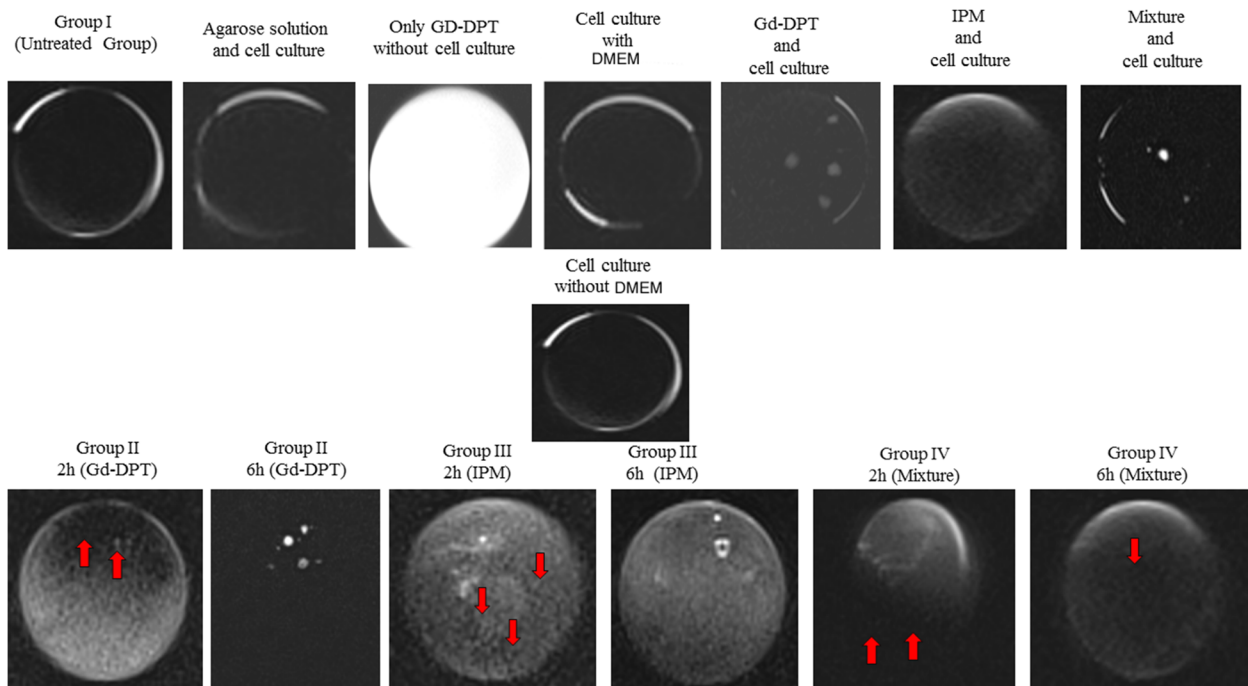 Group I
(Untreated Group)
Agarose solution
and cell culture
Only GD-DPT
without cell culture
Cell culture
with
DMEM
Gd-DPT
and
cell culture
IPM
and
cell culture
Mixture
and
cell culture
Cell culture
without DMEM
Group II
2h (Gd-DPT)
Group II
6h (Gd-DPT)
Group III
2h (IPM)
Group III
6h (IPM)
Group IV
2h (Mixture)
Group IV
6h (Mixture)